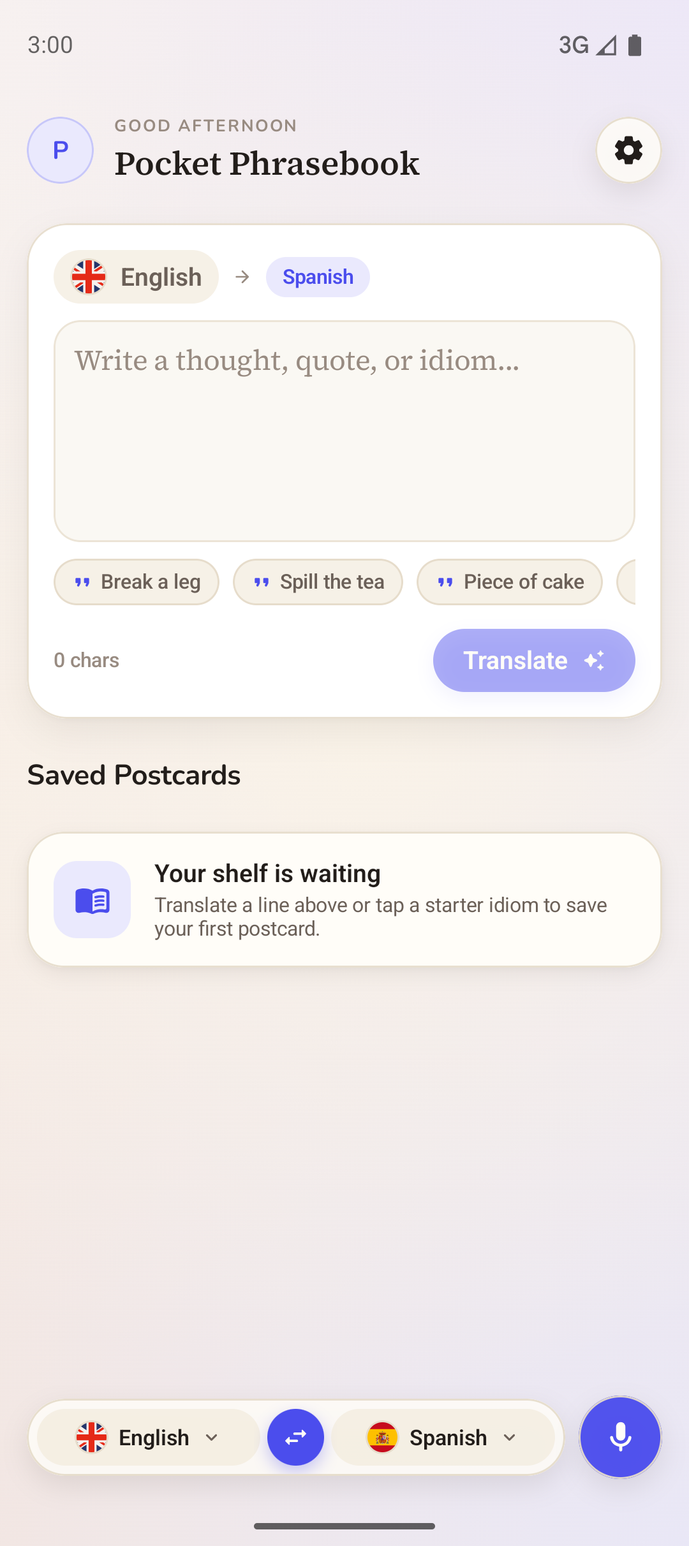 3:00
3G
P
GOOD AFTERNOON
Pocket Phrasebook
English
Spanish
Write a thought, quote, or idiom...
Break a leg
Spill the tea
Piece of cake
0 chars
Translate
Saved Postcards
Your shelf is waiting
Translate a line above or tap a starter idiom to save
your first postcard.
English
Spanish